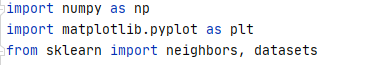 import numpy as np
import matplotlib.pyplot as plt
from sklearn import neighbors, datasets